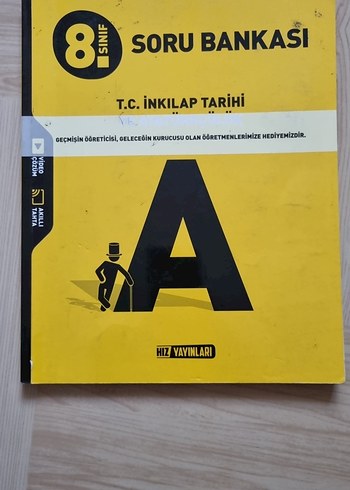 8.
SINIF
SORU BANKASI
T.C. İNKILAP TARİHİ
GEÇMİŞİN ÖĞRETİCİSİ, GELECEĞİN KURUCUSU OLAN ÖĞRETMENLERİMİZE HEDİYEMİZDİR.
VİDEO
ÇÖZÜM
AKILLI
TAHTA
A
HIZ YAYINLARI